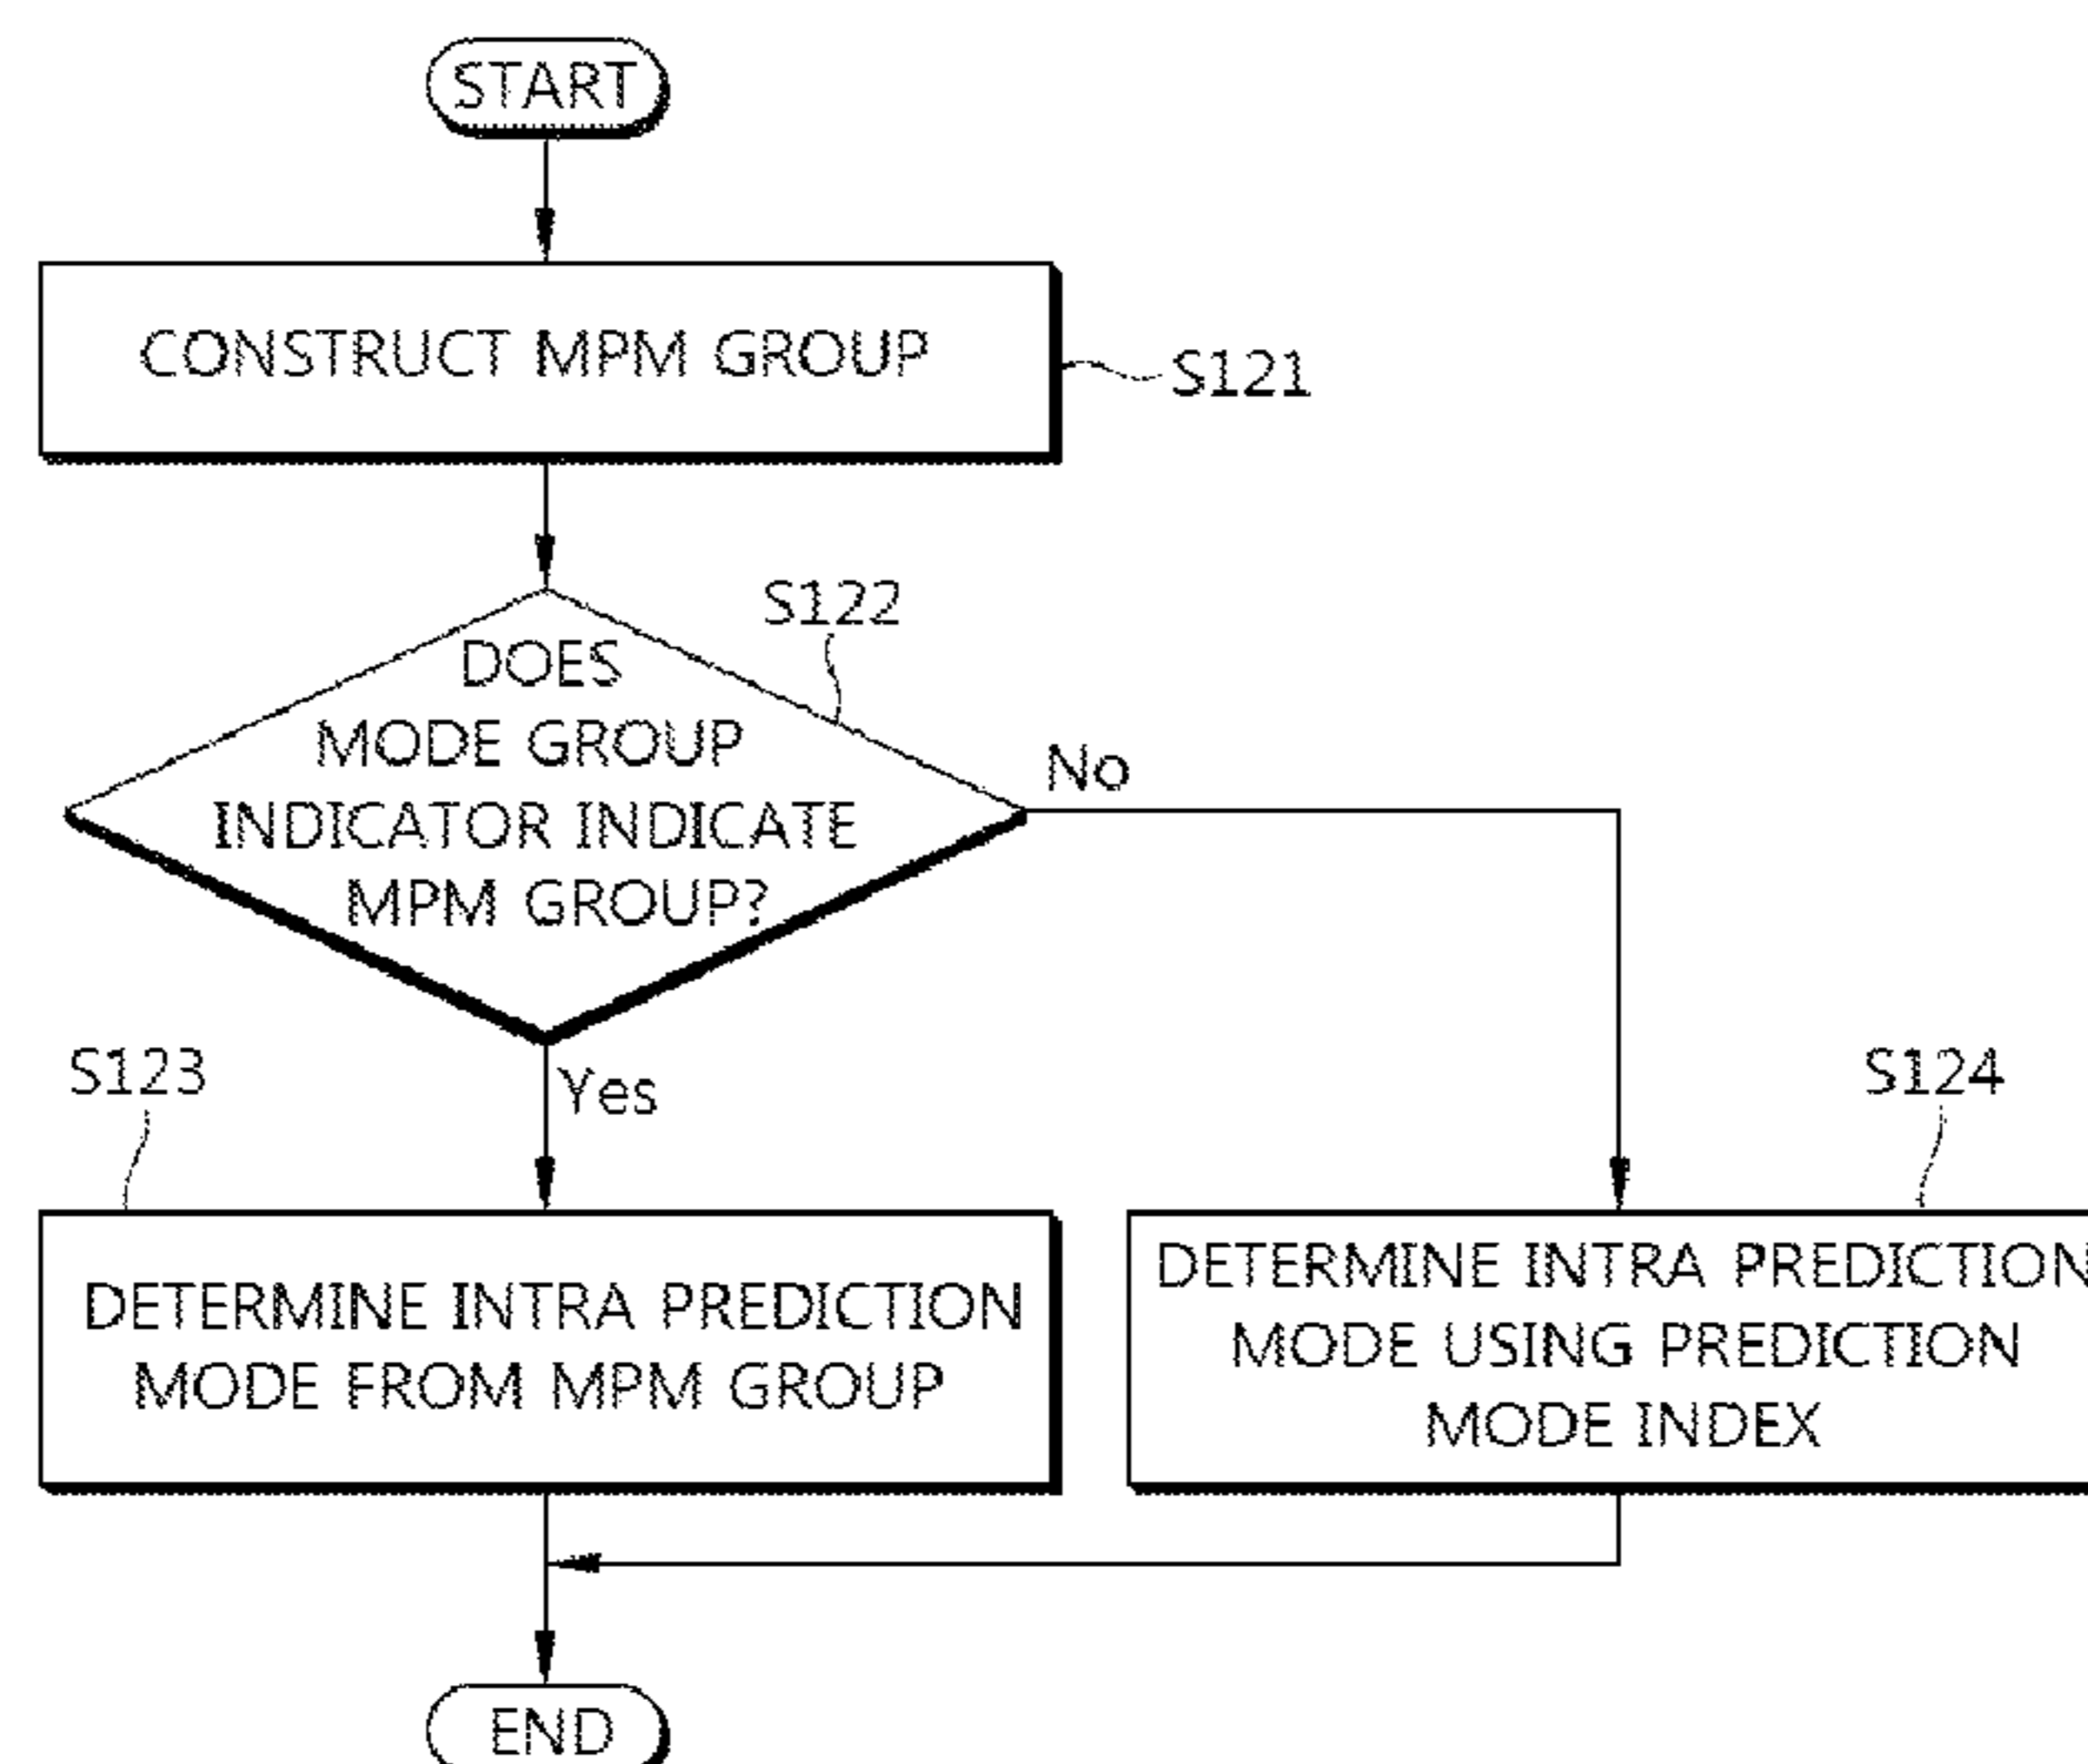 START
CONSTRUCT MPM GROUP
S121
S122
DOES
MODE GROUP
INDICATOR INDICATE
MPM GROUP?
No
Yes
S123
DETERMINE INTRA PREDICTION
MODE FROM MPM GROUP
S124
DETERMINE INTRA PREDICTION
MODE USING PREDICTION
MODE INDEX
END